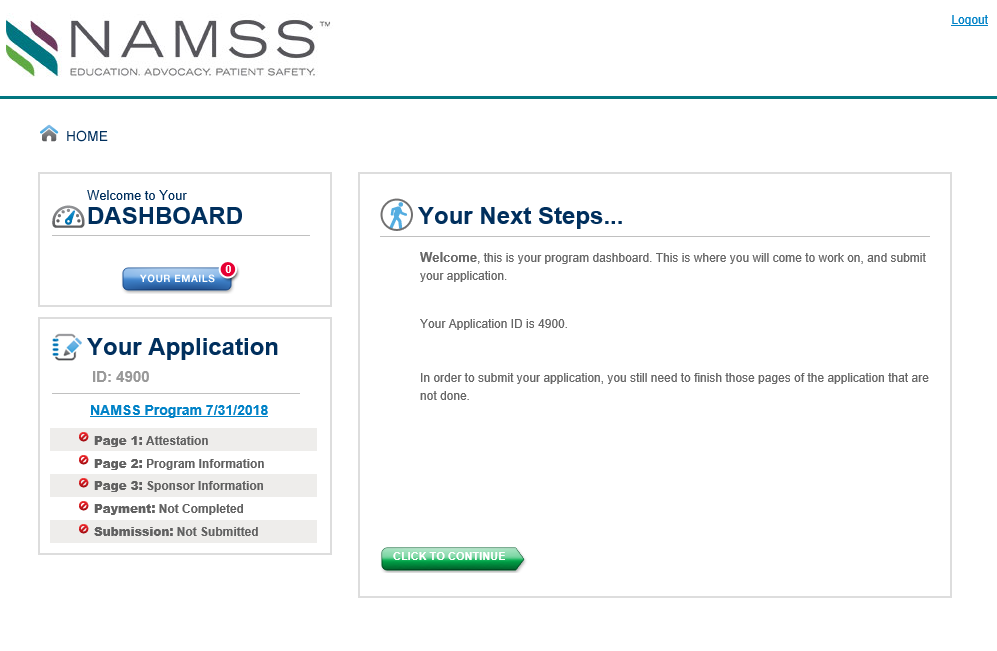 NAMSS™
EDUCATION. ADVOCACY. PATIENT SAFETY.
Logout
HOME
Welcome to Your
DASHBOARD
YOUR EMAILS 0
Your Application
ID: 4900
NAMSS Program 7/31/2018
Page 1: Attestation
Page 2: Program Information
Page 3: Sponsor Information
Payment: Not Completed
Submission: Not Submitted
Your Next Steps...
Welcome, this is your program dashboard. This is where you will come to work on, and submit
your application.
Your Application ID is 4900.
In order to submit your application, you still need to finish those pages of the application that are
not done.
CLICK TO CONTINUE